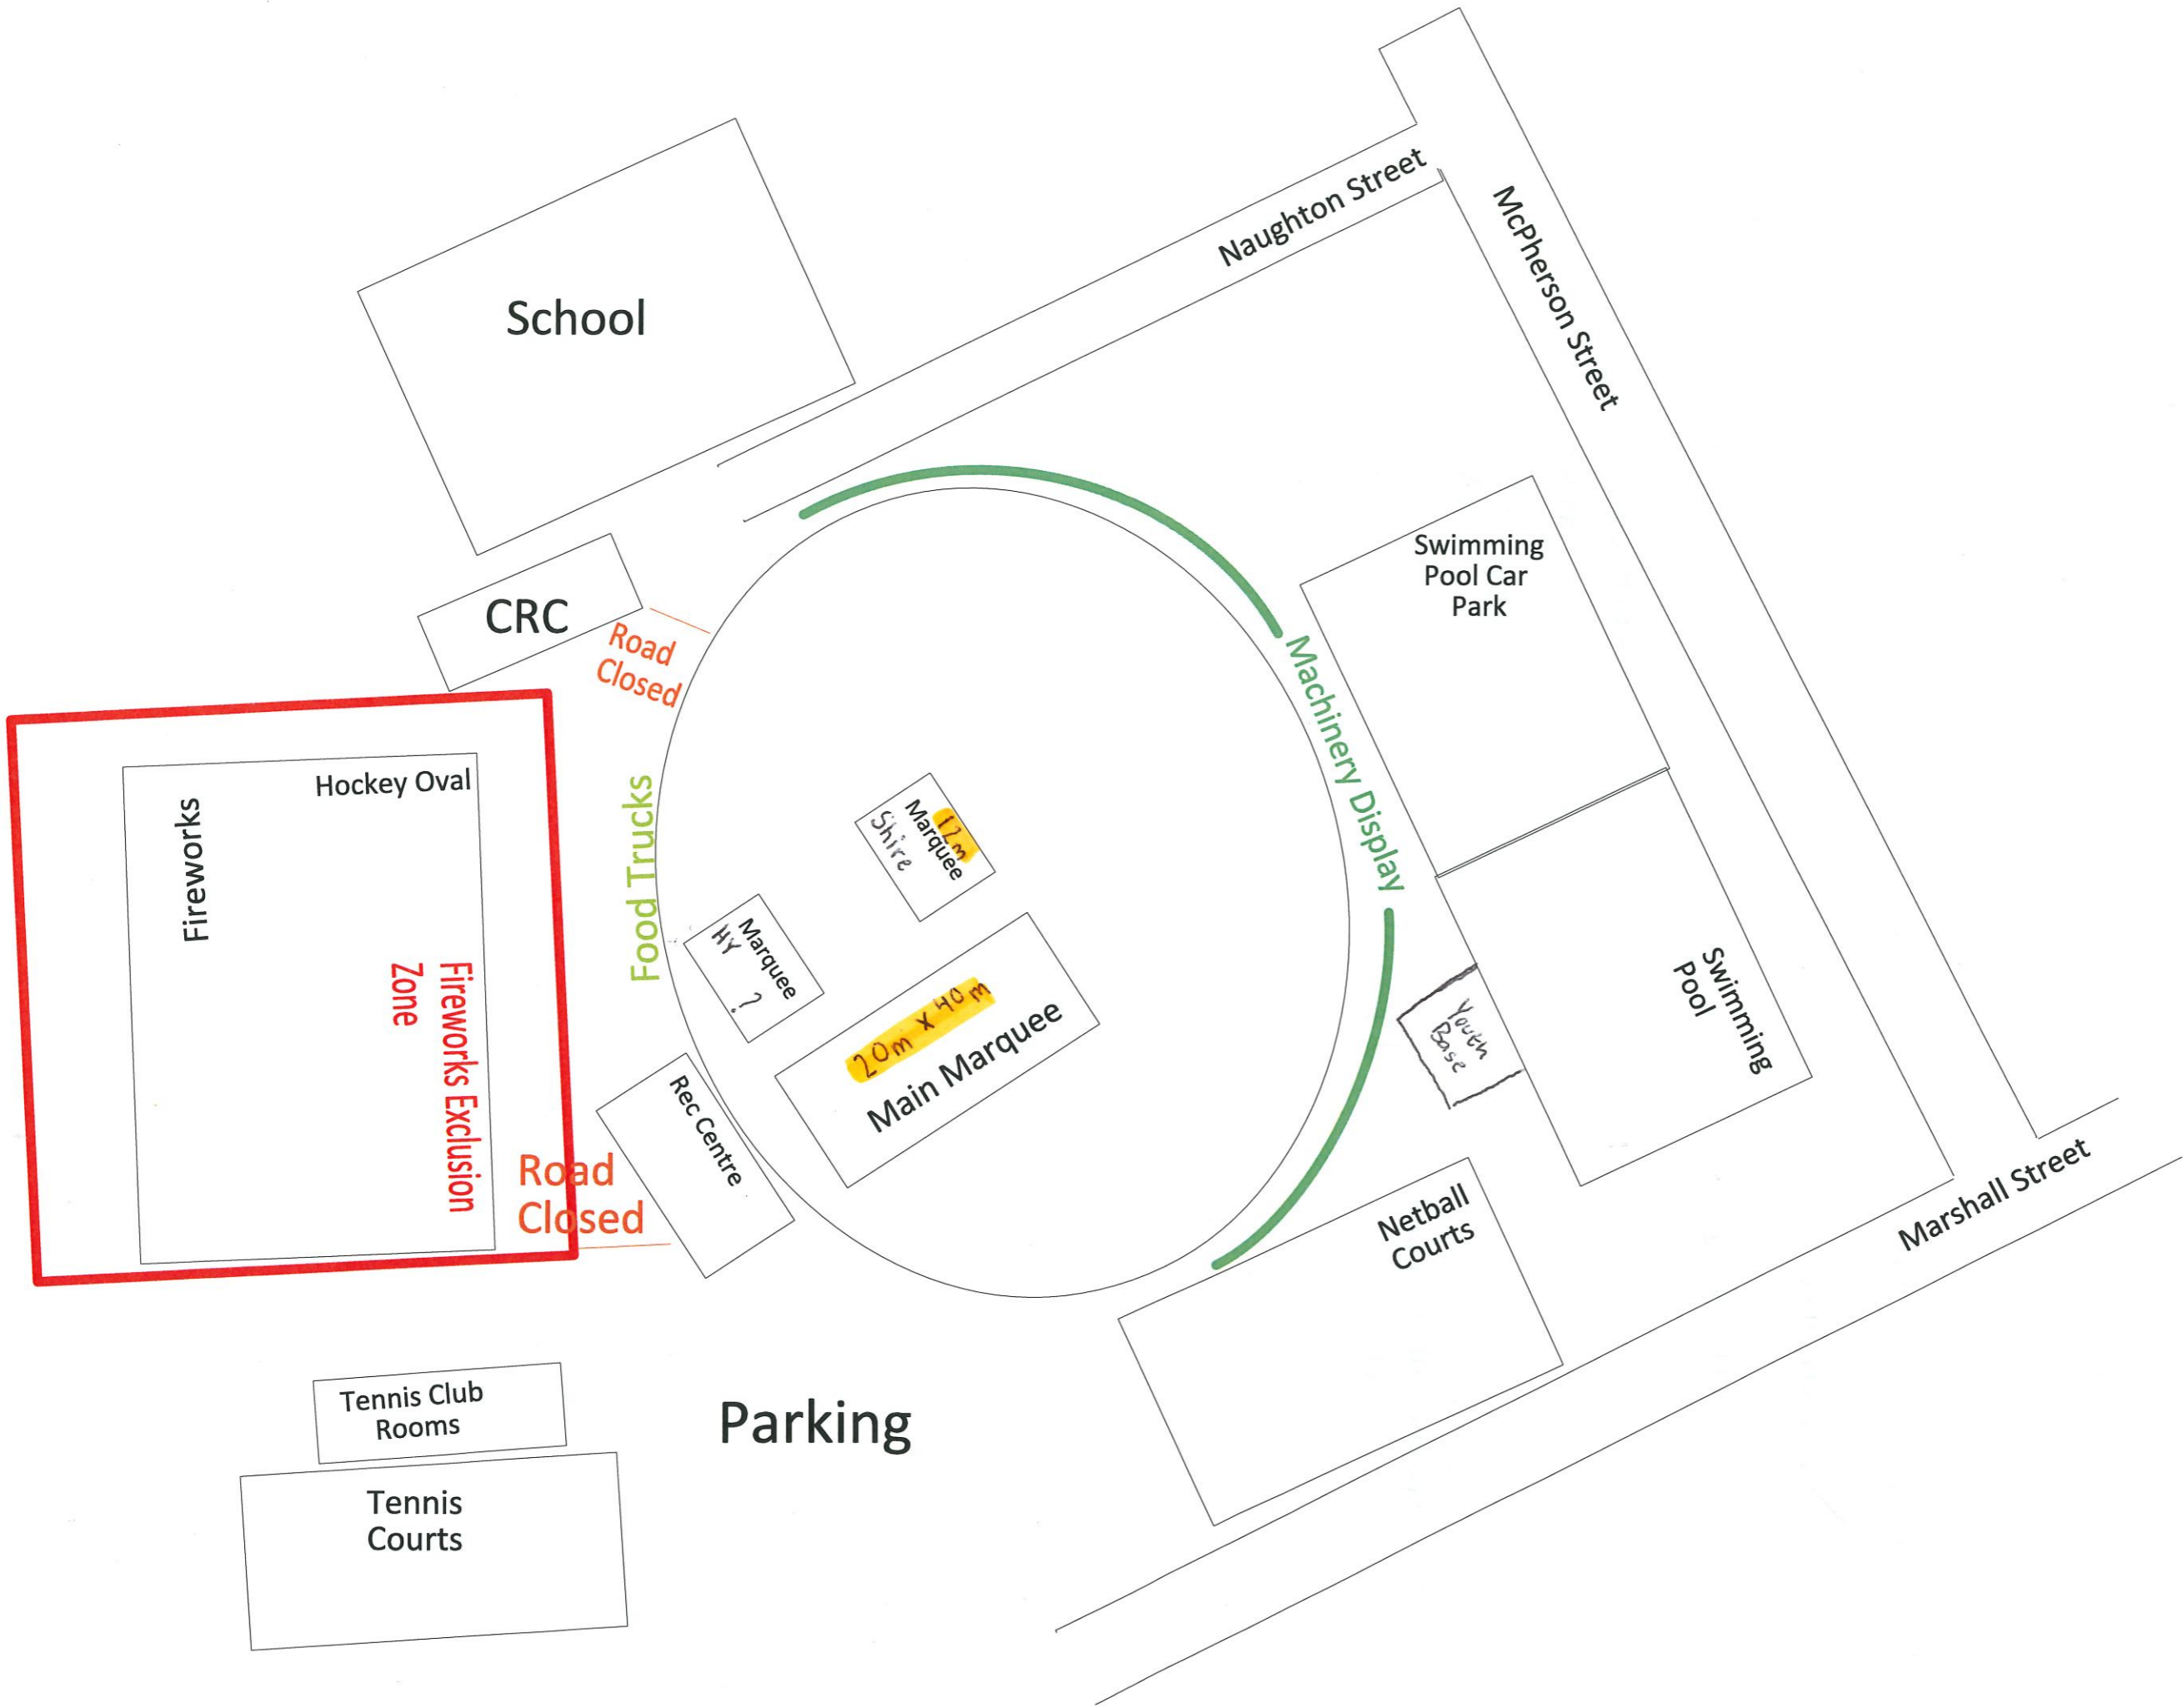 Naughton Street
McPherson Street
School
Swimming
Pool Car
Park
CRC
Road
Closed
Machinery Display
Hockey Oval
Fireworks
Food Trucks
12m
Marquee
Shire
Marquee
HY ?
Fireworks Exclusion
Zone
20m x 40m
Main Marquee
Youth
Base
Swimming
Pool
Rec Centre
Road
Closed
Netball
Courts
Marshall Street
Tennis Club
Rooms
Parking
Tennis
Courts